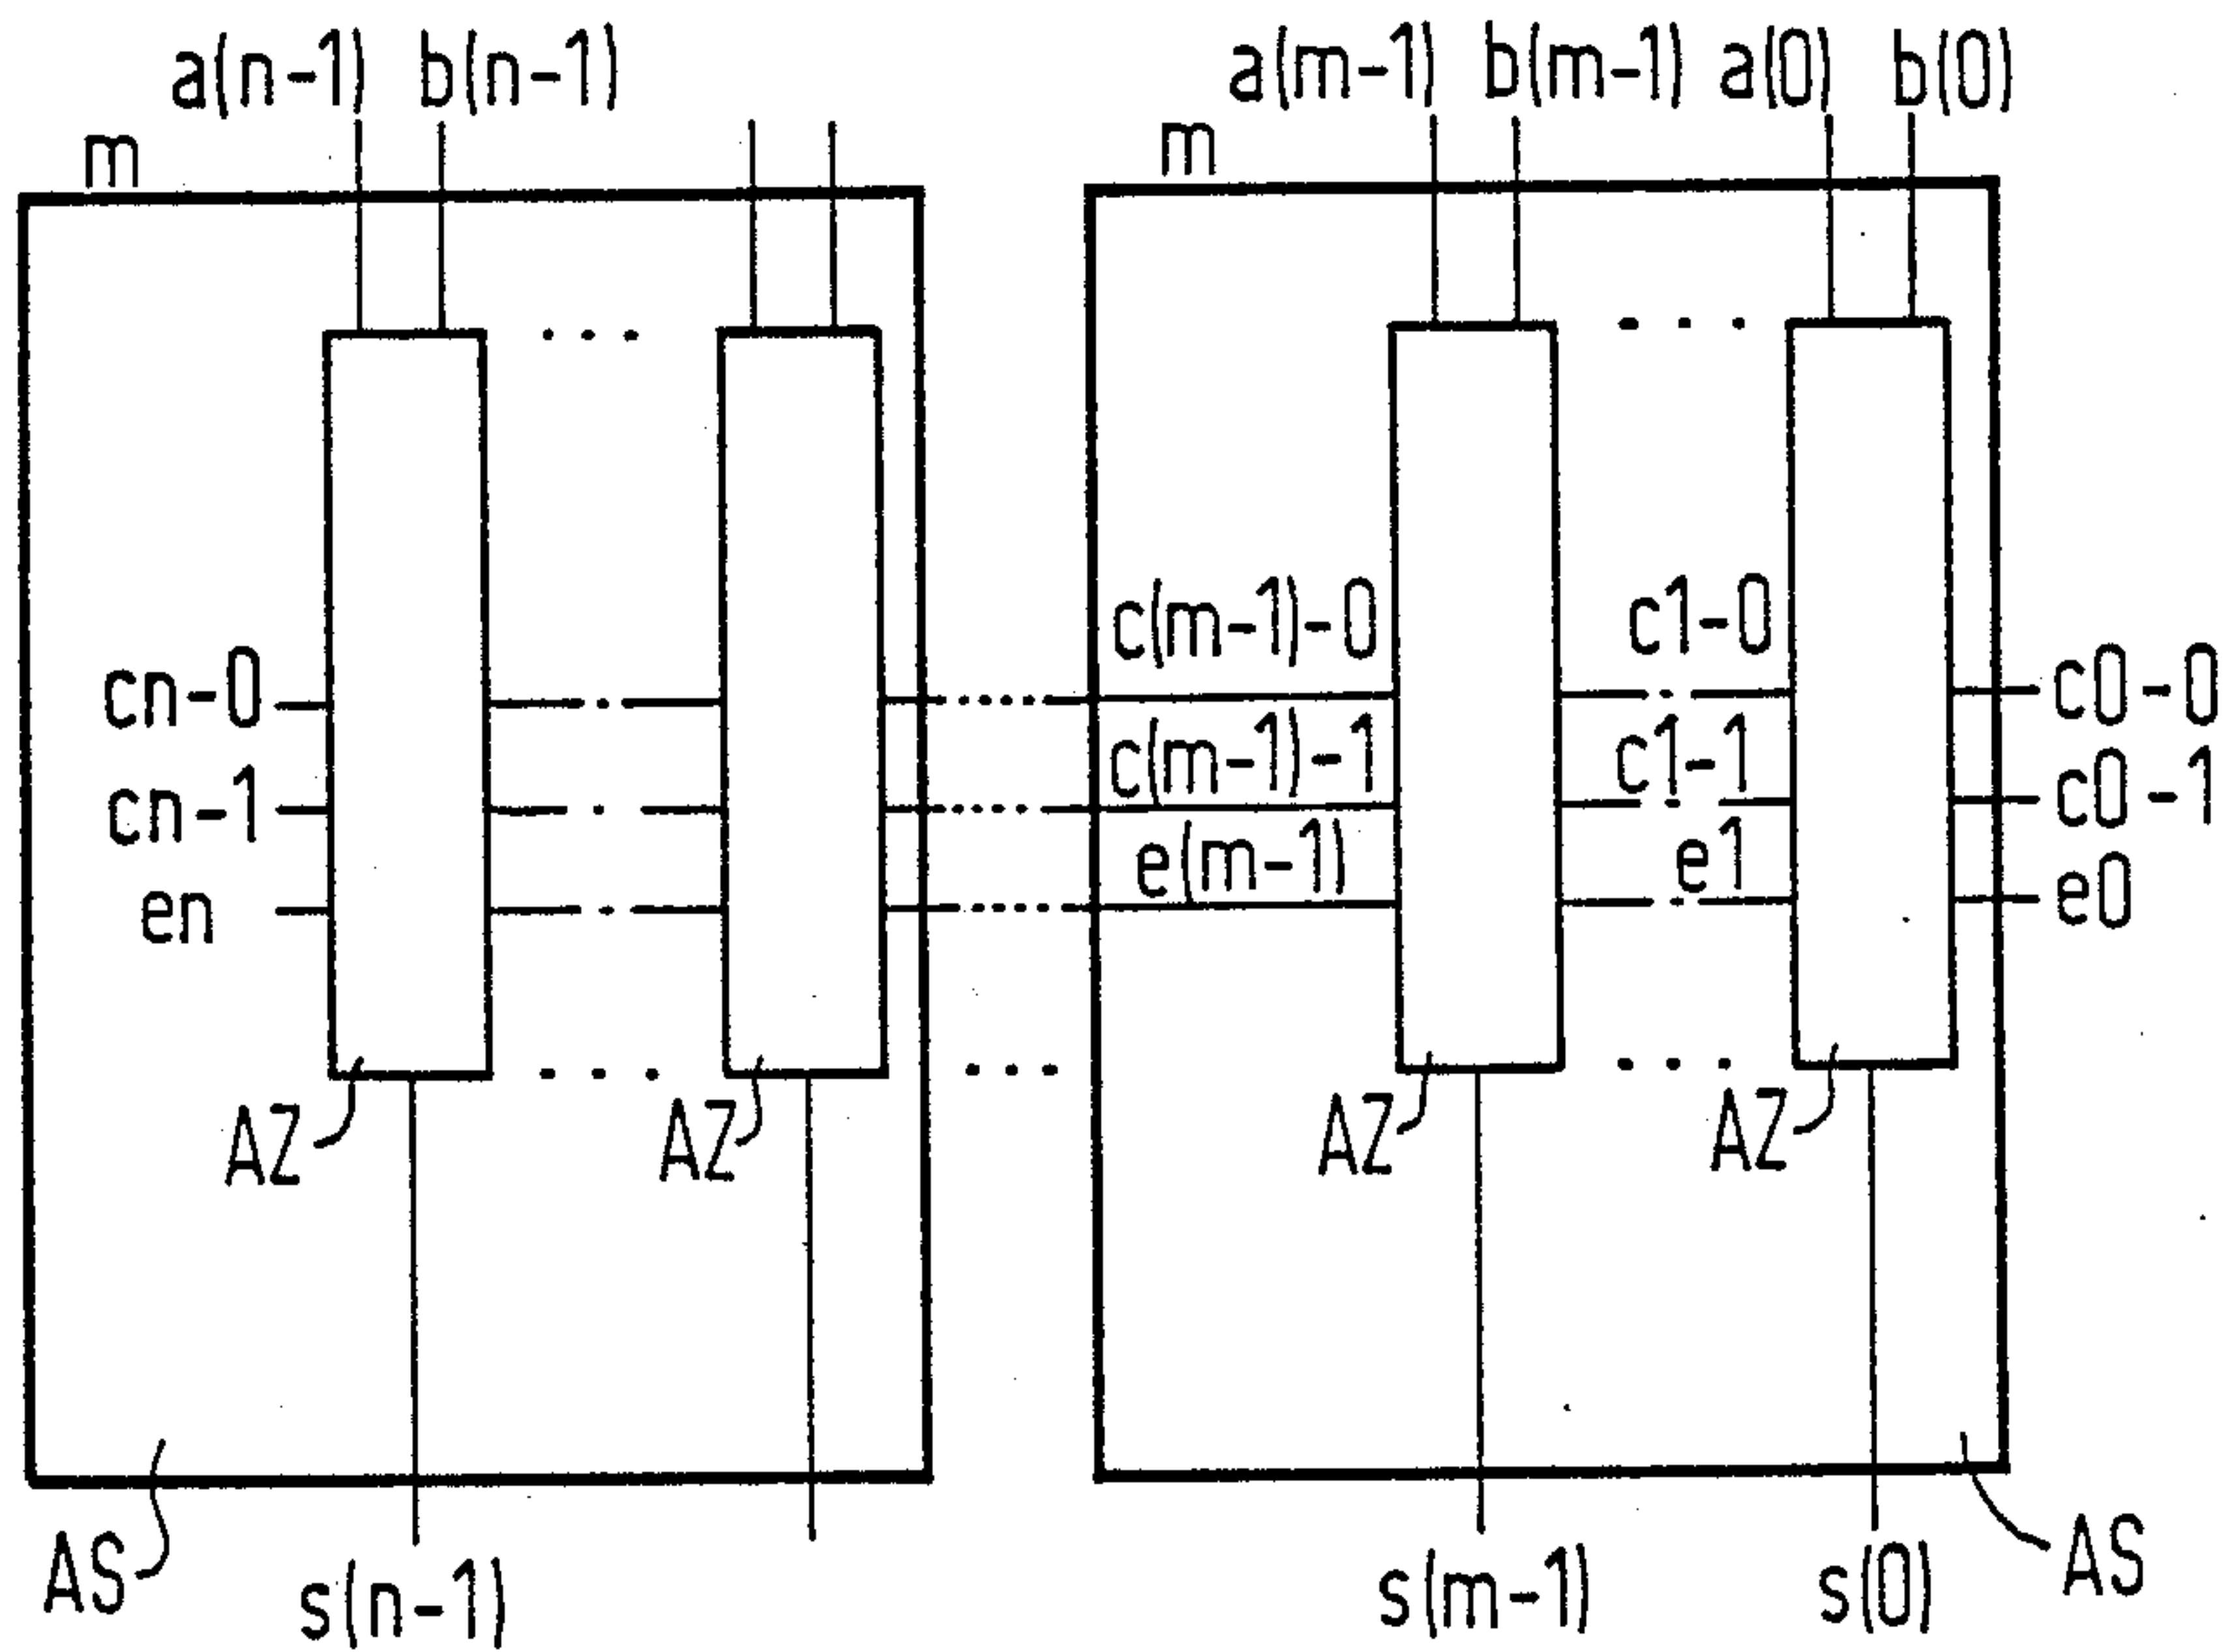 a(n-1) b(n-1) a(m-1) b(m-1) a(0) b(0)
m m
c(m-1)-0 c1-0
cn-0 c0-0
c(m-1)-1 c1-1
cn-1 c0-1
e(m-1) e1
en e0
AZ AZ AZ AZ
AS AS
s(n-1) s(m-1) s(0)